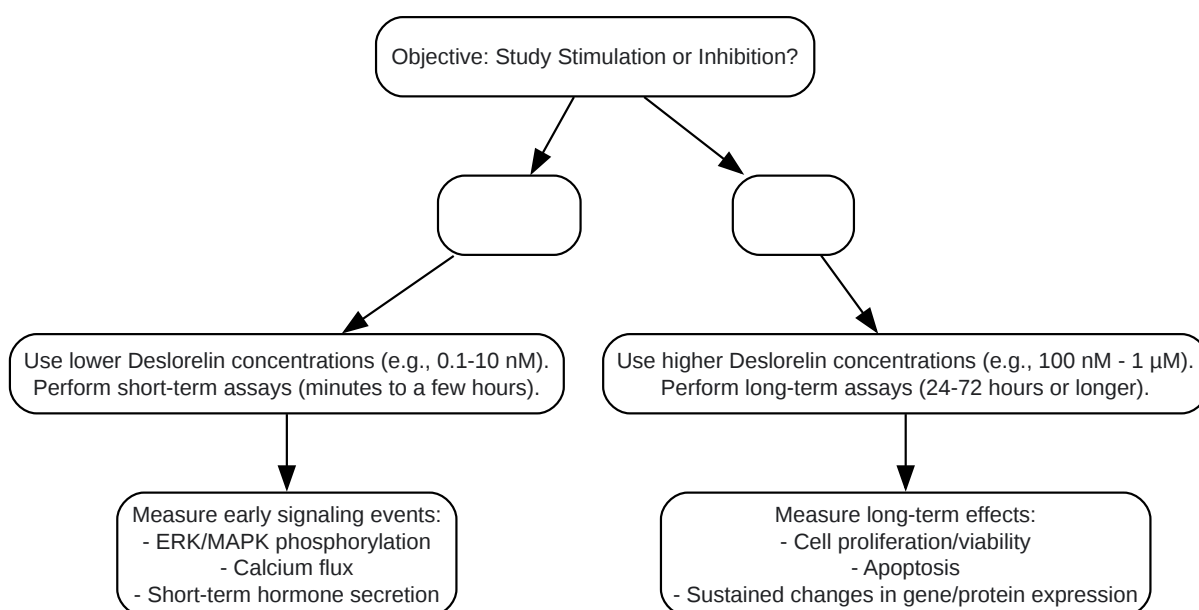 Objective: Study Stimulation or Inhibition?
Use lower Deslorelin concentrations (e.g., 0.1-10 nM).
Perform short-term assays (minutes to a few hours).
Use higher Deslorelin concentrations (e.g., 100 nM - 1 µM).
Perform long-term assays (24-72 hours or longer).
Measure early signaling events:
- ERK/MAPK phosphorylation
- Calcium flux
- Short-term hormone secretion
Measure long-term effects:
- Cell proliferation/viability
- Apoptosis
- Sustained changes in gene/protein expression